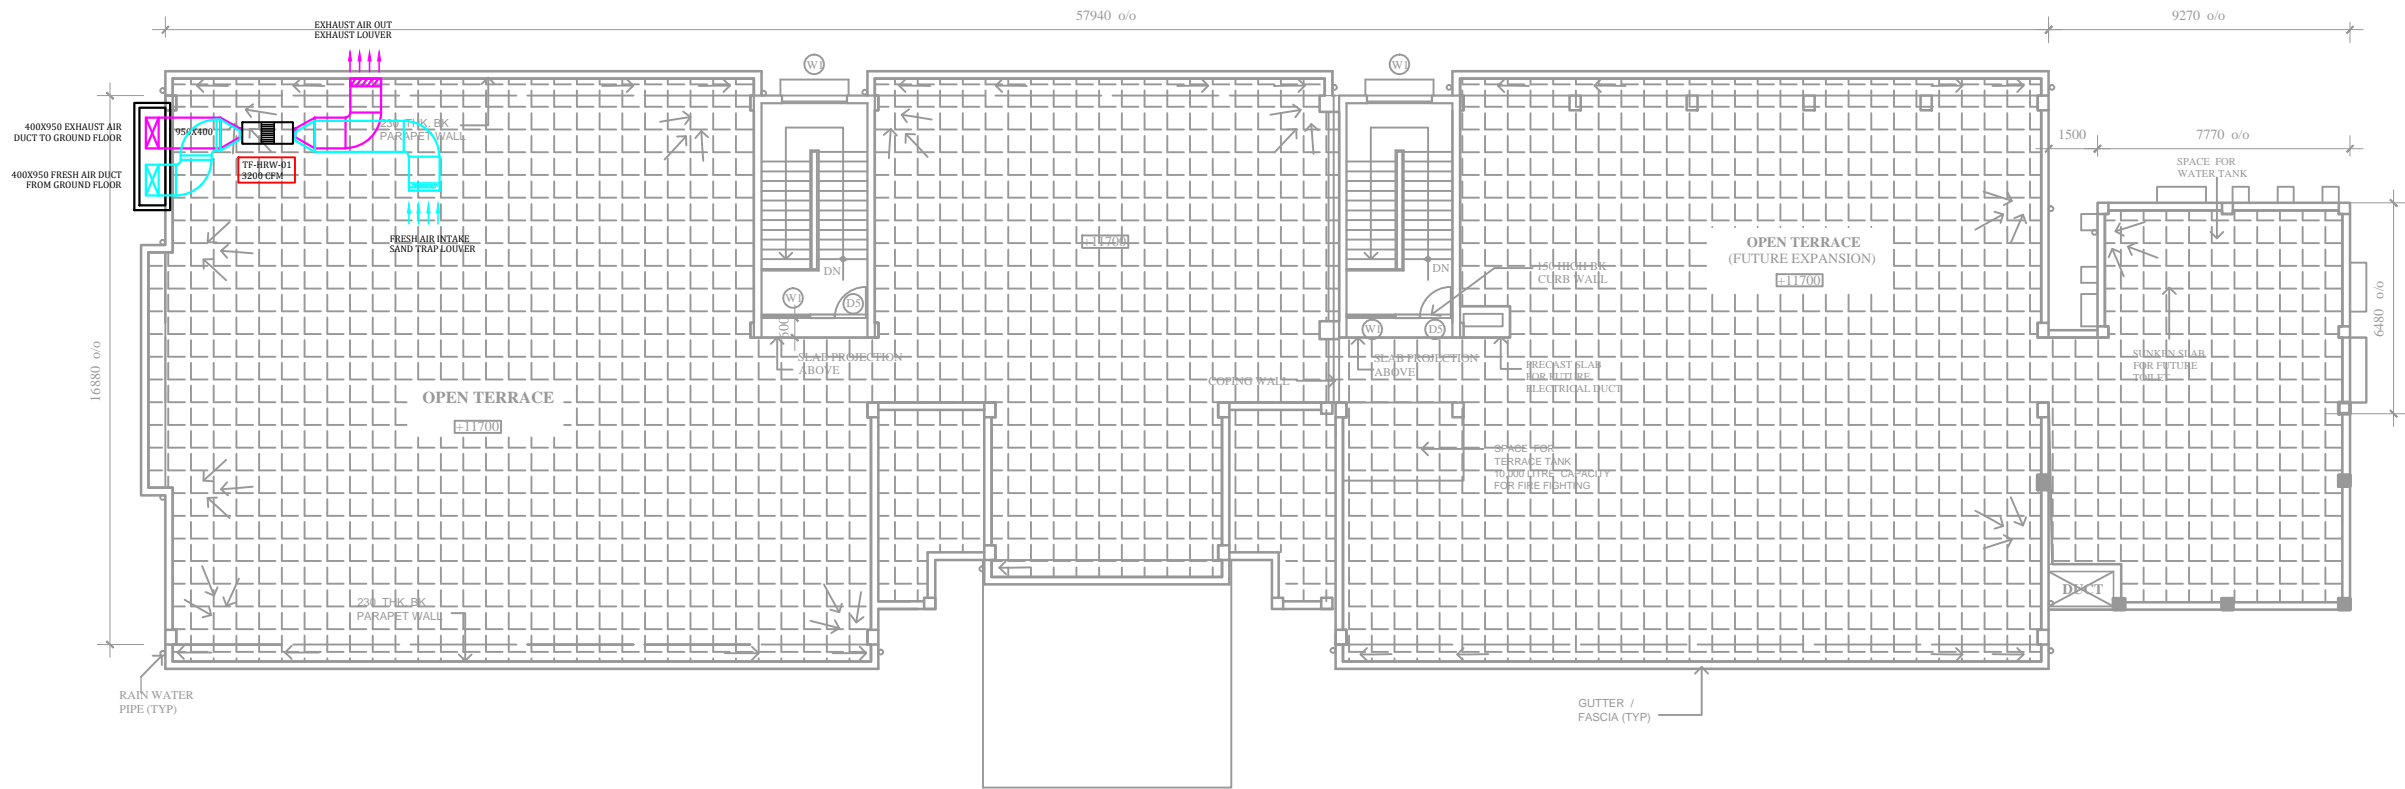 57940 o/o
9270 o/o
EXHAUST AIR OUT
EXHAUST LOUVER
W1
W1
400X950 EXHAUST AIR
DUCT TO GROUND FLOOR
950X400
230 THK. BK
PARAPET WALL
1500
7770 o/o
TF-HRW-01
3200 CFM
400X950 FRESH AIR DUCT
FROM GROUND FLOOR
SPACE FOR
WATER TANK
FRESH AIR INTAKE
SAND TRAP LOUVER
+11700
OPEN TERRACE
(FUTURE EXPANSION)
+11700
DN
DN
150 HIGH BK
CURB WALL
W1
D5
600
W1
D5
6480 o/o
16880 o/o
SLAB PROJECTION
ABOVE
SLAB PROJECTION
ABOVE
COPING WALL
PRECAST SLAB
FOR FUTURE
ELECTRICAL DUCT
SUNKEN SLAB
FOR FUTURE
TOILET
OPEN TERRACE
+11700
SPACE FOR
TERRACE TANK
10,000 LITRE CAPACITY
FOR FIRE FIGHTING
DUCT
230 THK. BK
PARAPET WALL
RAIN WATER
PIPE (TYP)
GUTTER /
FASCIA (TYP)